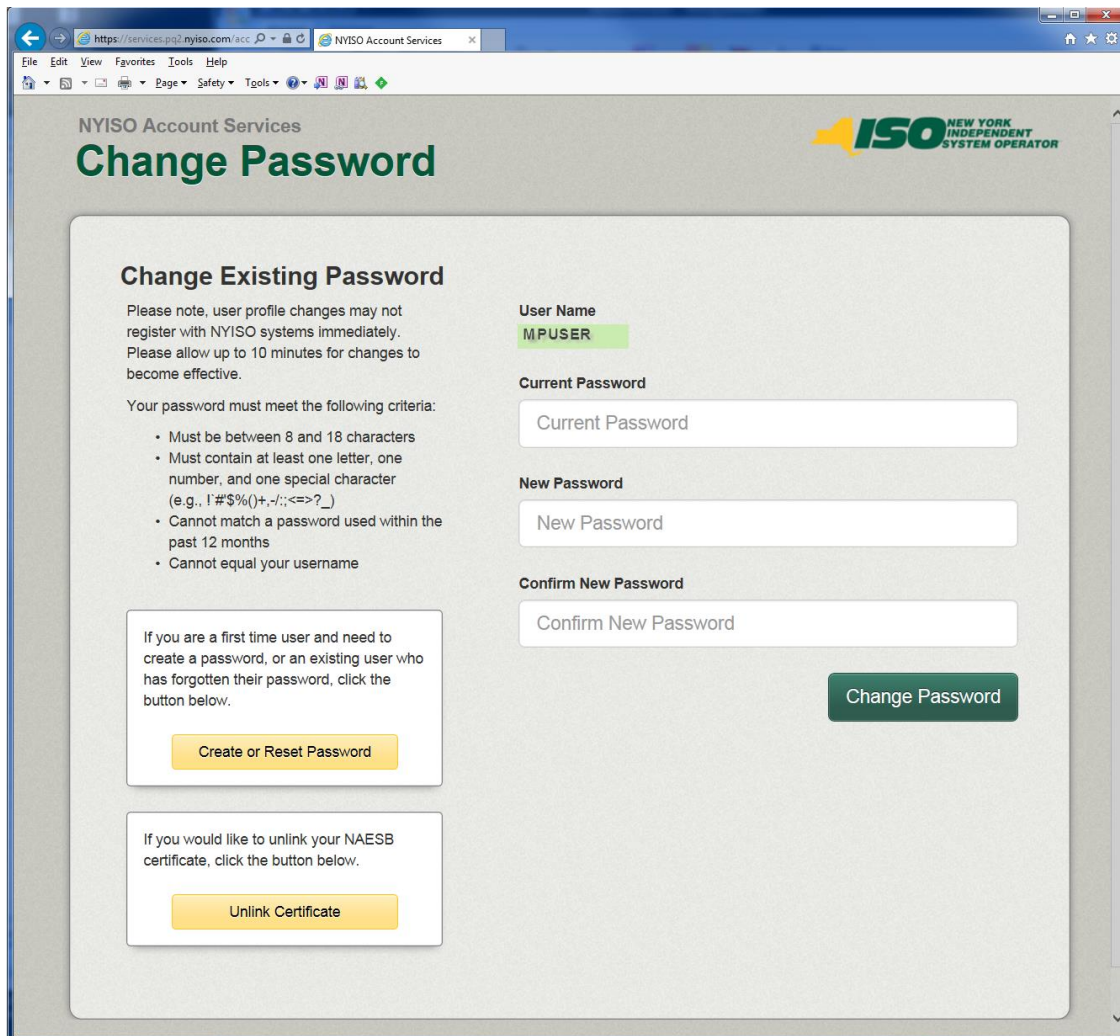 https://services.pq2.nyiso.com/acc
NYISO Account Services
File Edit View Favorites Tools Help
Page Safety Tools
NYISO Account Services
Change Password
ISO NEW YORK
INDEPENDENT
SYSTEM OPERATOR
Change Existing Password
Please note, user profile changes may not
register with NYISO systems immediately.
Please allow up to 10 minutes for changes to
become effective.
Your password must meet the following criteria:
• Must be between 8 and 18 characters
• Must contain at least one letter, one
number, and one special character
(e.g., !`#'$%()+,-/:;<=>?_)
• Cannot match a password used within the
past 12 months
• Cannot equal your username
If you are a first time user and need to
create a password, or an existing user who
has forgotten their password, click the
button below.
Create or Reset Password
If you would like to unlink your NAESB
certificate, click the button below.
Unlink Certificate
User Name
MPUSER
Current Password
Current Password
New Password
New Password
Confirm New Password
Confirm New Password
Change Password